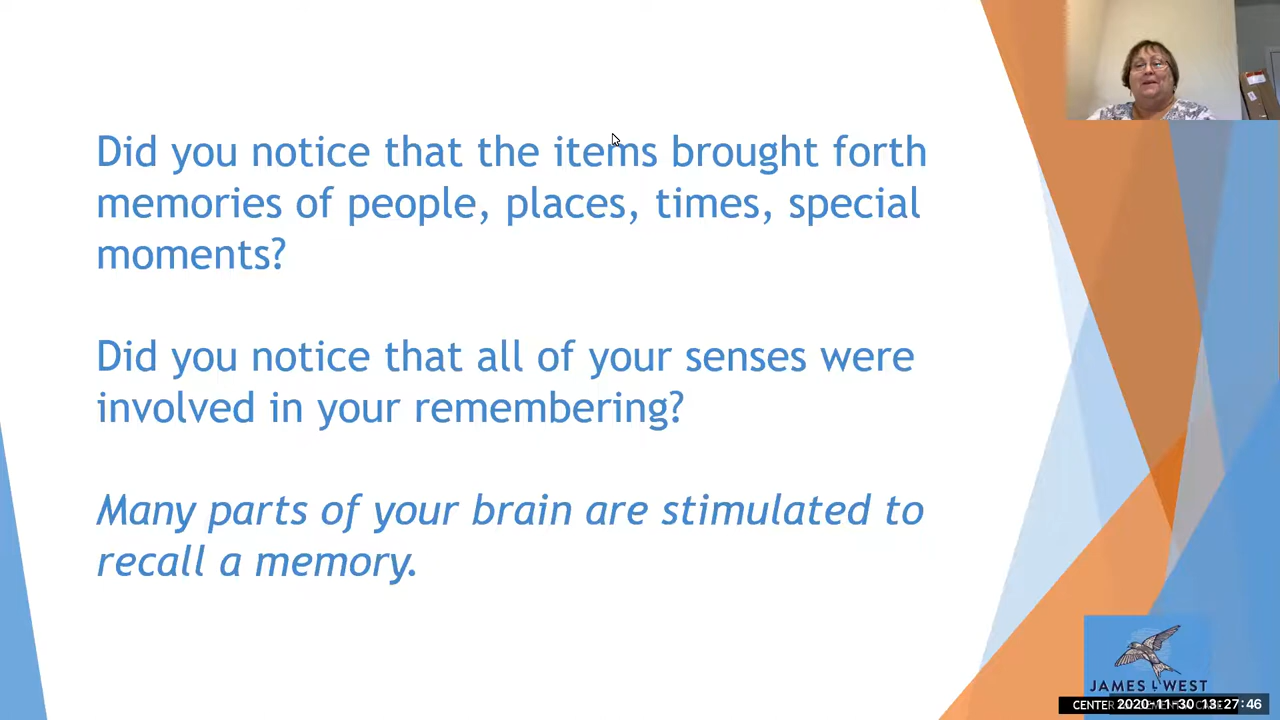 Did you notice that the items brought forth
memories of people, places, times, special
moments?
Did you notice that all of your senses were
involved in your remembering?
Many parts of your brain are stimulated to
recall a memory.
JAMES L WEST
CENTER
2020-11-30 13:27:46